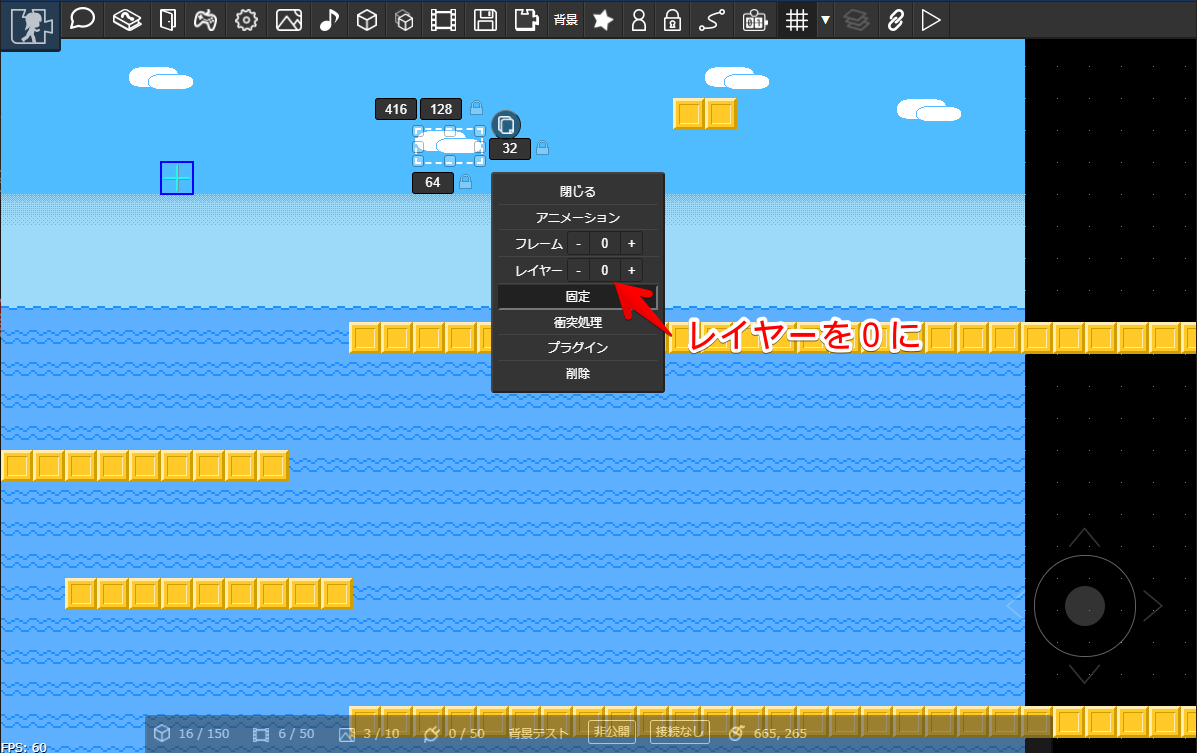 背景
416 128
32
64
閉じる
アニメーション
フレーム - 0 +
レイヤー - 0 +
固定
衝突処理
プラグイン
削除
レイヤーを0に
16 / 150 6 / 50 3 / 10 0 / 50 背景テスト 非公開 接続なし 665, 265
FPS: 60